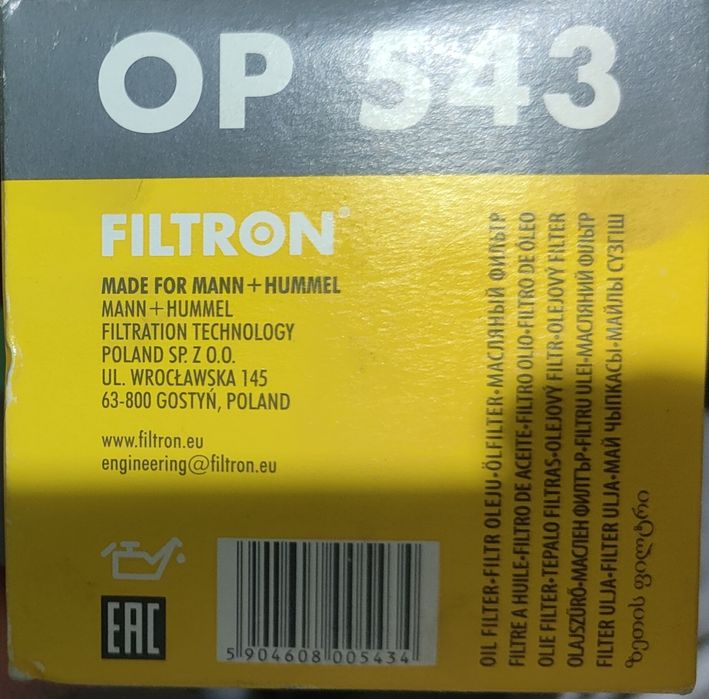 OP 543
FILTRON®
MADE FOR MANN+HUMMEL
MANN+HUMMEL
FILTRATION TECHNOLOGY
POLAND SP. Z O.O.
UL. WROCŁAWSKA 145
63-800 GOSTYŃ, POLAND
www.filtron.eu
engineering@filtron.eu
EAC
5 904608 005434
OIL FILTER•FILTR OLEJU•ÖLFILTER•МАСЛЯНЫЙ ФИЛЬТР
FILTRE À HUILE•FILTRO DE ACEITE•FILTRO OLIO•FILTRO DE ÓLEO
OLIE FILTER•TEPALO FILTRAS•OLEJOVÝ FILTR•OLEJOVÝ FILTER
OLAJSZŰRŐ•МАСЛЕН ФИЛТЪР•FILTRU ULEI•МАСЛЯНИЙ ФІЛЬТР
FILTER ULJA•FILTER ULJA•МАЙ ЧЫПКАСЫ•МАЙЛЫ СҮЗГІШ
ზეთის ფილტრი